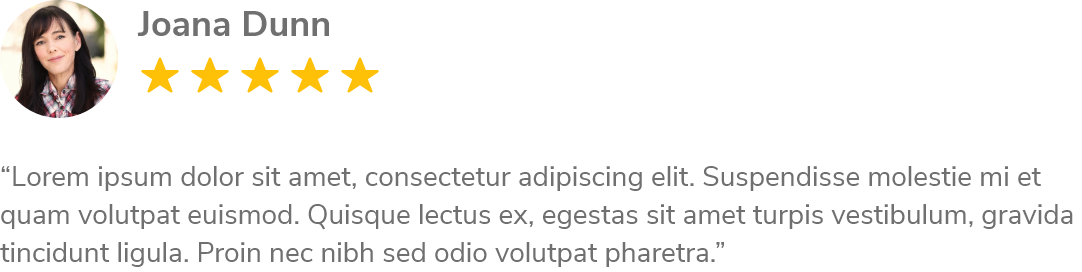 Joana Dunn
“Lorem ipsum dolor sit amet, consectetur adipiscing elit. Suspendisse molestie mi et
quam volutpat euismod. Quisque lectus ex, egestas sit amet turpis vestibulum, gravida
tincidunt ligula. Proin nec nibh sed odio volutpat pharetra.”